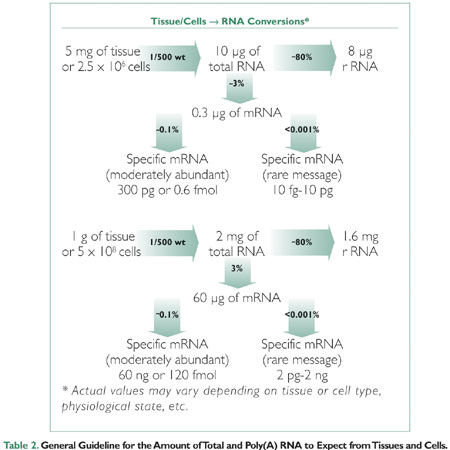 Tissue/Cells → RNA Conversions*
5 mg of tissue
or 2.5 x 10⁶ cells
1/500 wt
10 µg of
total RNA
~80%
8 µg
r RNA
~3%
0.3 µg of mRNA
~0.1%
<0.001%
Specific mRNA
(moderately abundant)
300 pg or 0.6 fmol
Specific mRNA
(rare message)
10 fg-10 pg
1 g of tissue
or 5 x 10⁸ cells
1/500 wt
2 mg of
total RNA
~80%
1.6 mg
r RNA
3%
60 µg of mRNA
~0.1%
<0.001%
Specific mRNA
(moderately abundant)
60 ng or 120 fmol
Specific mRNA
(rare message)
2 pg-2 ng
* Actual values may vary depending on tissue or cell type,
physiological state, etc.
Table 2. General Guideline for the Amount of Total and Poly(A) RNA to Expect from Tissues and Cells.